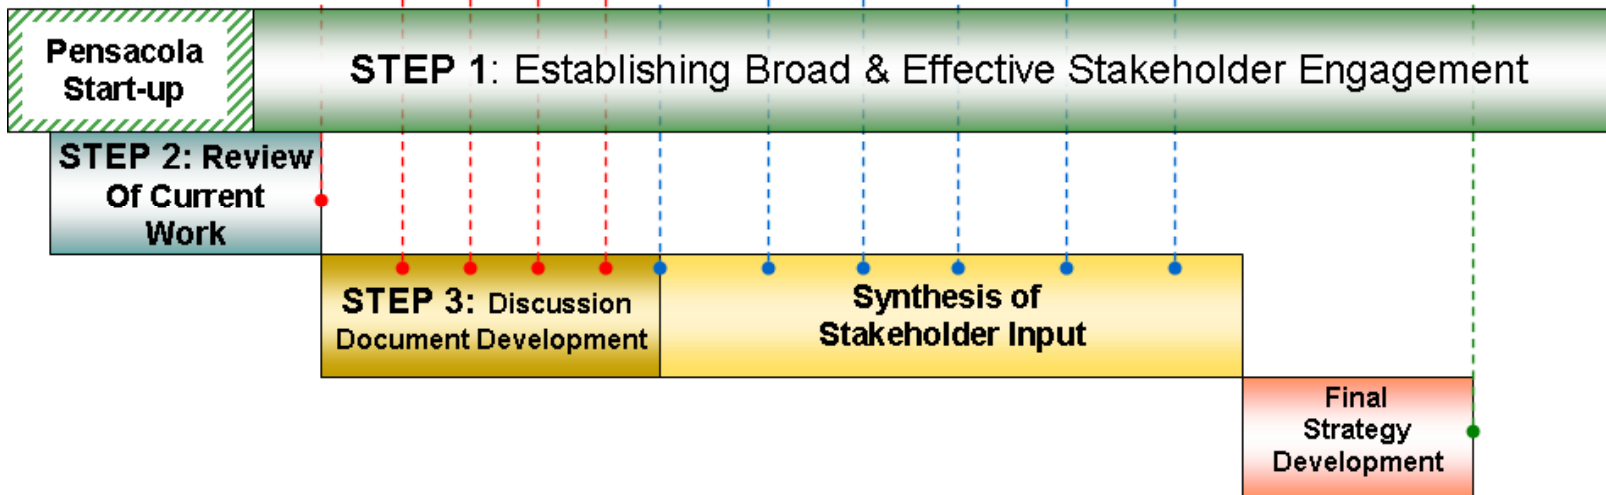 Pensacola
Start-up
STEP 1: Establishing Broad & Effective Stakeholder Engagement
STEP 2: Review
Of Current
Work
STEP 3: Discussion
Document Development
Synthesis of
Stakeholder Input
Final
Strategy
Development